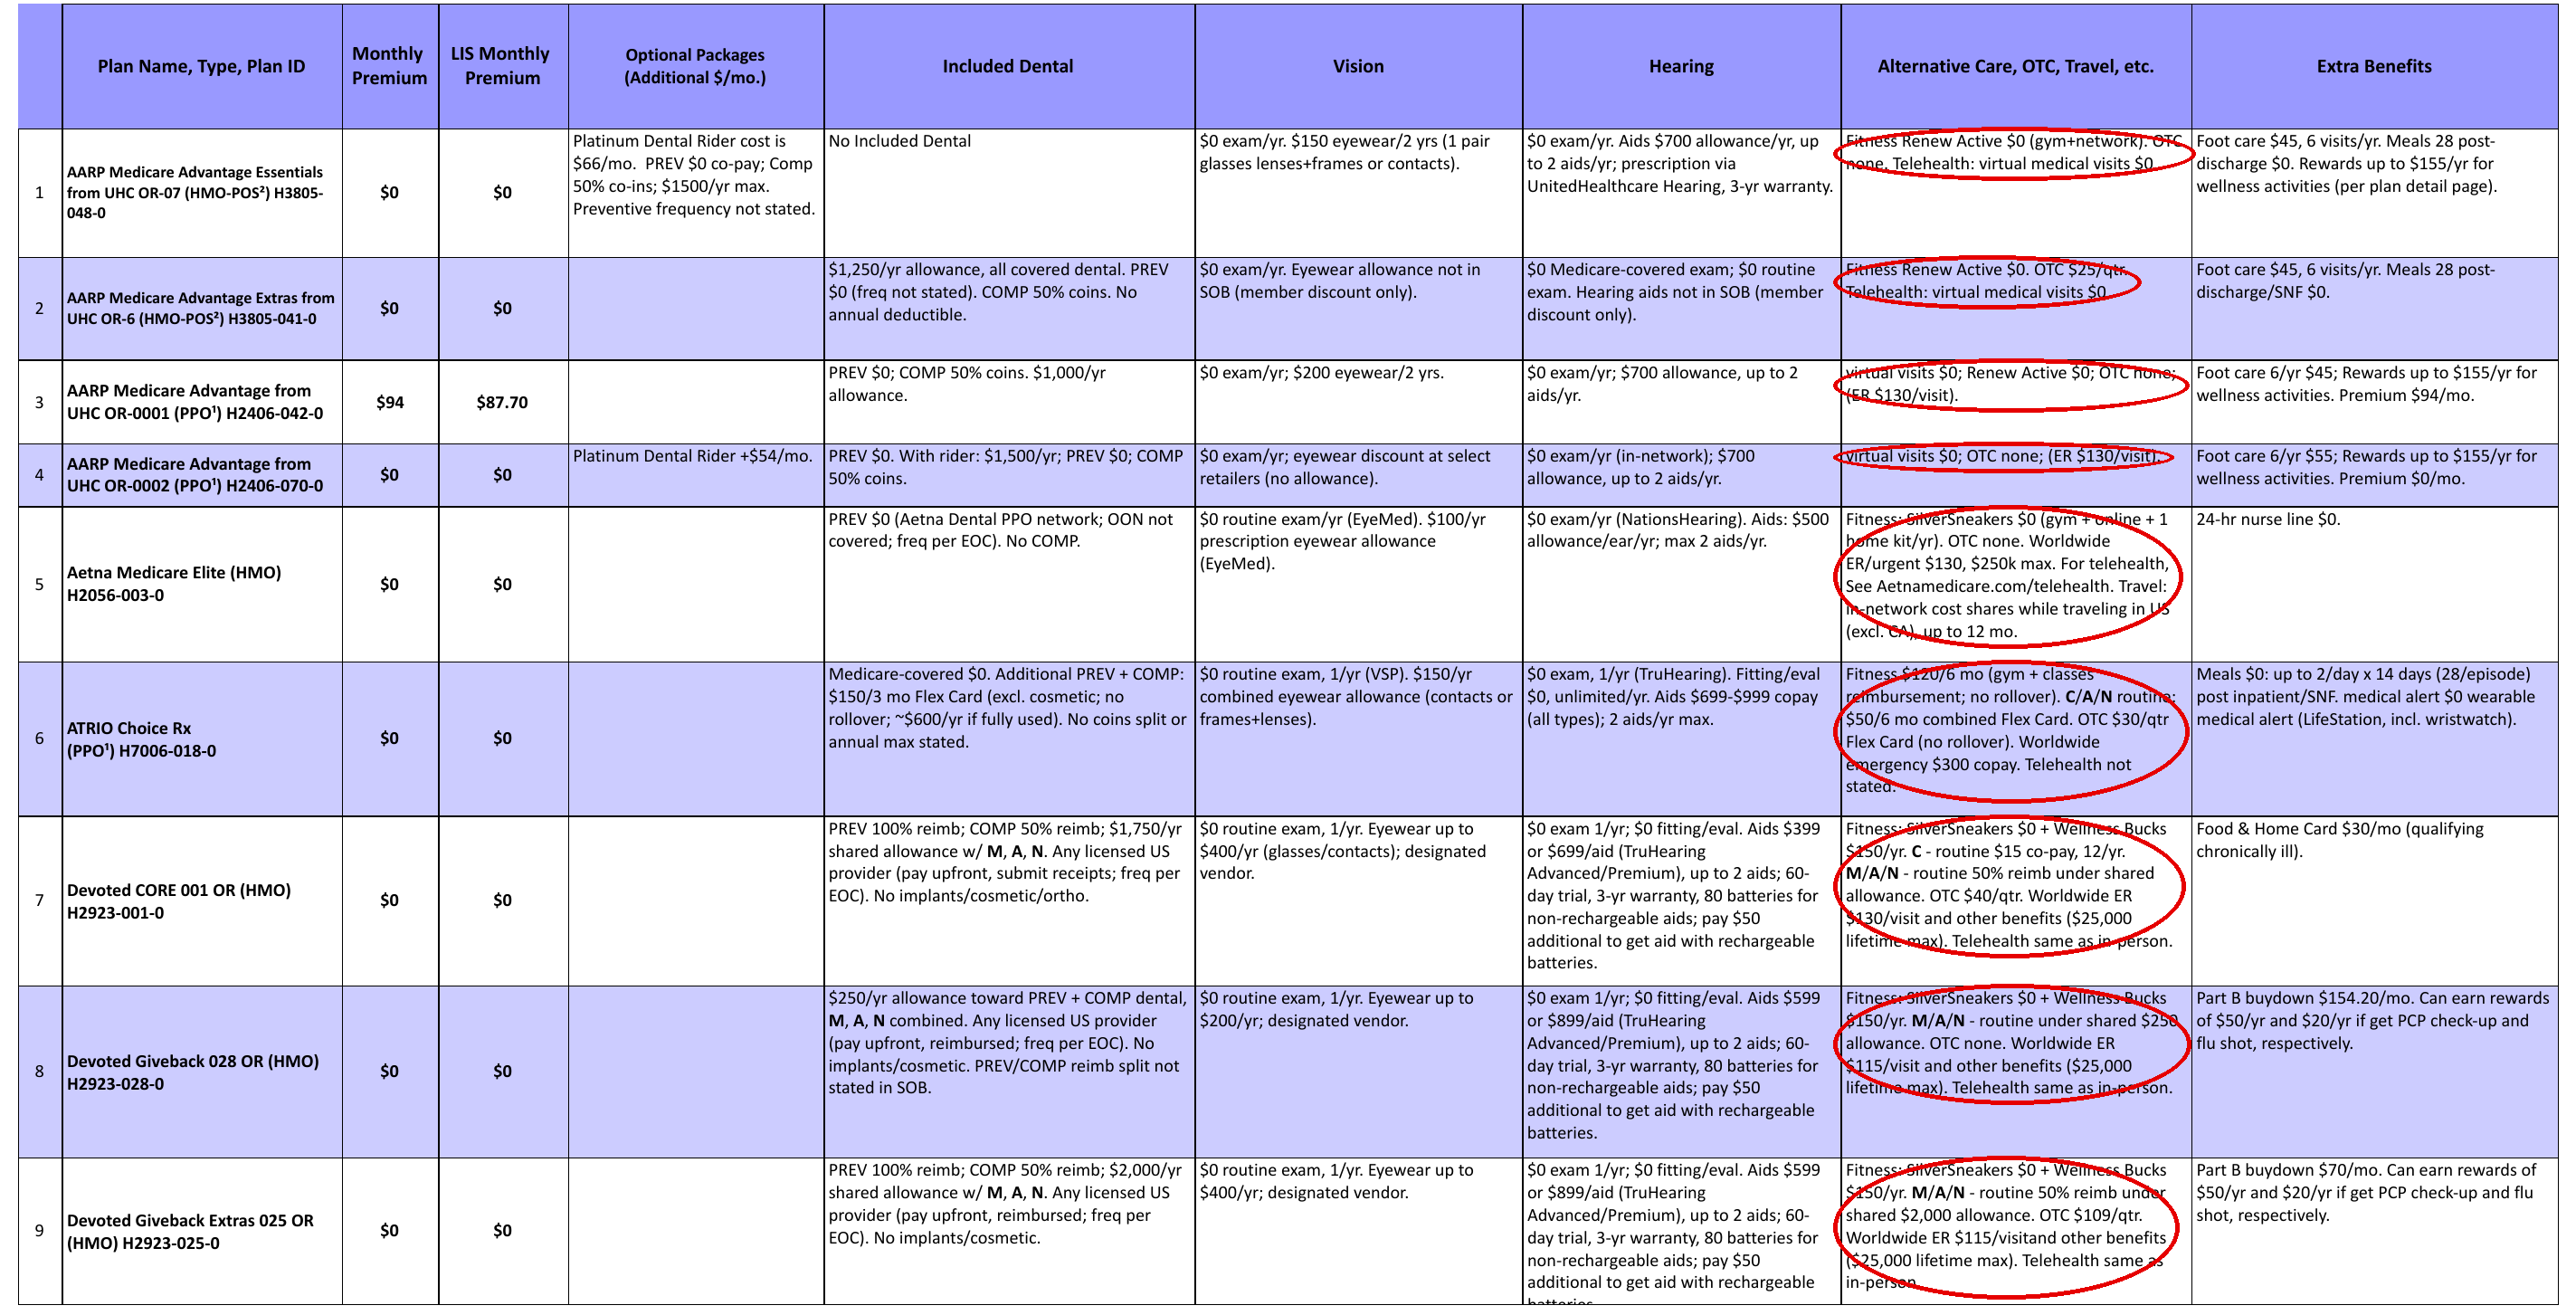 Plan Name, Type, Plan ID
Monthly
Premium
LIS Monthly
Premium
Optional Packages
(Additional $/mo.)
Included Dental
Vision
Hearing
Alternative Care, OTC, Travel, etc.
Extra Benefits
1
AARP Medicare Advantage Essentials
from UHC OR-07 (HMO-POS²) H3805-
048-0
$0
$0
Platinum Dental Rider cost is
$66/mo.  PREV $0 co-pay; Comp
50% co-ins; $1500/yr max.
Preventive frequency not stated.
No Included Dental
$0 exam/yr. $150 eyewear/2 yrs (1 pair
glasses lenses+frames or contacts).
$0 exam/yr. Aids $700 allowance/yr, up
to 2 aids/yr; prescription via
UnitedHealthcare Hearing, 3-yr warranty.
Fitness Renew Active $0 (gym+network). OTC
none. Telehealth: virtual medical visits $0.
Foot care $45, 6 visits/yr. Meals 28 post-
discharge $0. Rewards up to $155/yr for
wellness activities (per plan detail page).
2
AARP Medicare Advantage Extras from
UHC OR-6 (HMO-POS²) H3805-041-0
$0
$0
$1,250/yr allowance, all covered dental. PREV
$0 (freq not stated). COMP 50% coins. No
annual deductible.
$0 exam/yr. Eyewear allowance not in
SOB (member discount only).
$0 Medicare-covered exam; $0 routine
exam. Hearing aids not in SOB (member
discount only).
Fitness Renew Active $0. OTC $25/qtr.
Telehealth: virtual medical visits $0.
Foot care $45, 6 visits/yr. Meals 28 post-
discharge/SNF $0.
3
AARP Medicare Advantage from
UHC OR-0001 (PPO¹) H2406-042-0
$94
$87.70
PREV $0; COMP 50% coins. $1,000/yr
allowance.
$0 exam/yr; $200 eyewear/2 yrs.
$0 exam/yr; $700 allowance, up to 2
aids/yr.
virtual visits $0; Renew Active $0; OTC none;
(ER $130/visit).
Foot care 6/yr $45; Rewards up to $155/yr for
wellness activities. Premium $94/mo.
4
AARP Medicare Advantage from
UHC OR-0002 (PPO¹) H2406-070-0
$0
$0
Platinum Dental Rider +$54/mo.
PREV $0. With rider: $1,500/yr; PREV $0; COMP
50% coins.
$0 exam/yr; eyewear discount at select
retailers (no allowance).
$0 exam/yr (in-network); $700
allowance, up to 2 aids/yr.
virtual visits $0; OTC none; (ER $130/visit).
Foot care 6/yr $55; Rewards up to $155/yr for
wellness activities. Premium $0/mo.
5
Aetna Medicare Elite (HMO)
H2056-003-0
$0
$0
PREV $0 (Aetna Dental PPO network; OON not
covered; freq per EOC). No COMP.
$0 routine exam/yr (EyeMed). $100/yr
prescription eyewear allowance
(EyeMed).
$0 exam/yr (NationsHearing). Aids: $500
allowance/ear/yr; max 2 aids/yr.
Fitness: SilverSneakers $0 (gym + online + 1
home kit/yr). OTC none. Worldwide
ER/urgent $130, $250k max. For telehealth,
See Aetnamedicare.com/telehealth. Travel:
in-network cost shares while traveling in US
(excl. CA), up to 12 mo.
24-hr nurse line $0.
6
ATRIO Choice Rx
(PPO¹) H7006-018-0
$0
$0
Medicare-covered $0. Additional PREV + COMP:
$150/3 mo Flex Card (excl. cosmetic; no
rollover; ~$600/yr if fully used). No coins split or
annual max stated.
$0 routine exam, 1/yr (VSP). $150/yr
combined eyewear allowance (contacts or
frames+lenses).
$0 exam, 1/yr (TruHearing). Fitting/eval
$0, unlimited/yr. Aids $699-$999 copay
(all types); 2 aids/yr max.
Fitness $120/6 mo (gym + classes
reimbursement; no rollover). C/A/N routine:
$50/6 mo combined Flex Card. OTC $30/qtr
Flex Card (no rollover). Worldwide
emergency $300 copay. Telehealth not
stated.
Meals $0: up to 2/day x 14 days (28/episode)
post inpatient/SNF. medical alert $0 wearable
medical alert (LifeStation, incl. wristwatch).
7
Devoted CORE 001 OR (HMO)
H2923-001-0
$0
$0
PREV 100% reimb; COMP 50% reimb; $1,750/yr
shared allowance w/ M, A, N. Any licensed US
provider (pay upfront, submit receipts; freq per
EOC). No implants/cosmetic/ortho.
$0 routine exam, 1/yr. Eyewear up to
$400/yr (glasses/contacts); designated
vendor.
$0 exam 1/yr; $0 fitting/eval. Aids $399
or $699/aid (TruHearing
Advanced/Premium), up to 2 aids; 60-
day trial, 3-yr warranty, 80 batteries for
non-rechargeable aids; pay $50
additional to get aid with rechargeable
batteries.
Fitness: SilverSneakers $0 + Wellness Bucks
$150/yr. C - routine $15 co-pay, 12/yr.
M/A/N - routine 50% reimb under shared
allowance. OTC $40/qtr. Worldwide ER
$130/visit and other benefits ($25,000
lifetime max). Telehealth same as in-person.
Food & Home Card $30/mo (qualifying
chronically ill).
8
Devoted Giveback 028 OR (HMO)
H2923-028-0
$0
$0
$250/yr allowance toward PREV + COMP dental,
M, A, N combined. Any licensed US provider
(pay upfront, reimbursed; freq per EOC). No
implants/cosmetic. PREV/COMP reimb split not
stated in SOB.
$0 routine exam, 1/yr. Eyewear up to
$200/yr; designated vendor.
$0 exam 1/yr; $0 fitting/eval. Aids $599
or $899/aid (TruHearing
Advanced/Premium), up to 2 aids; 60-
day trial, 3-yr warranty, 80 batteries for
non-rechargeable aids; pay $50
additional to get aid with rechargeable
batteries.
Fitness: SilverSneakers $0 + Wellness Bucks
$150/yr. M/A/N - routine under shared $250
allowance. OTC none. Worldwide ER
$115/visit and other benefits ($25,000
lifetime max). Telehealth same as in-person.
Part B buydown $154.20/mo. Can earn rewards
of $50/yr and $20/yr if get PCP check-up and
flu shot, respectively.
9
Devoted Giveback Extras 025 OR
(HMO) H2923-025-0
$0
$0
PREV 100% reimb; COMP 50% reimb; $2,000/yr
shared allowance w/ M, A, N. Any licensed US
provider (pay upfront, reimbursed; freq per
EOC). No implants/cosmetic.
$0 routine exam, 1/yr. Eyewear up to
$400/yr; designated vendor.
$0 exam 1/yr; $0 fitting/eval. Aids $599
or $899/aid (TruHearing
Advanced/Premium), up to 2 aids; 60-
day trial, 3-yr warranty, 80 batteries for
non-rechargeable aids; pay $50
additional to get aid with rechargeable
Fitness: SilverSneakers $0 + Wellness Bucks
$150/yr. M/A/N - routine 50% reimb under
shared $2,000 allowance. OTC $109/qtr.
Worldwide ER $115/visitand other benefits
($25,000 lifetime max). Telehealth same as
in-person.
Part B buydown $70/mo. Can earn rewards of
$50/yr and $20/yr if get PCP check-up and flu
shot, respectively.